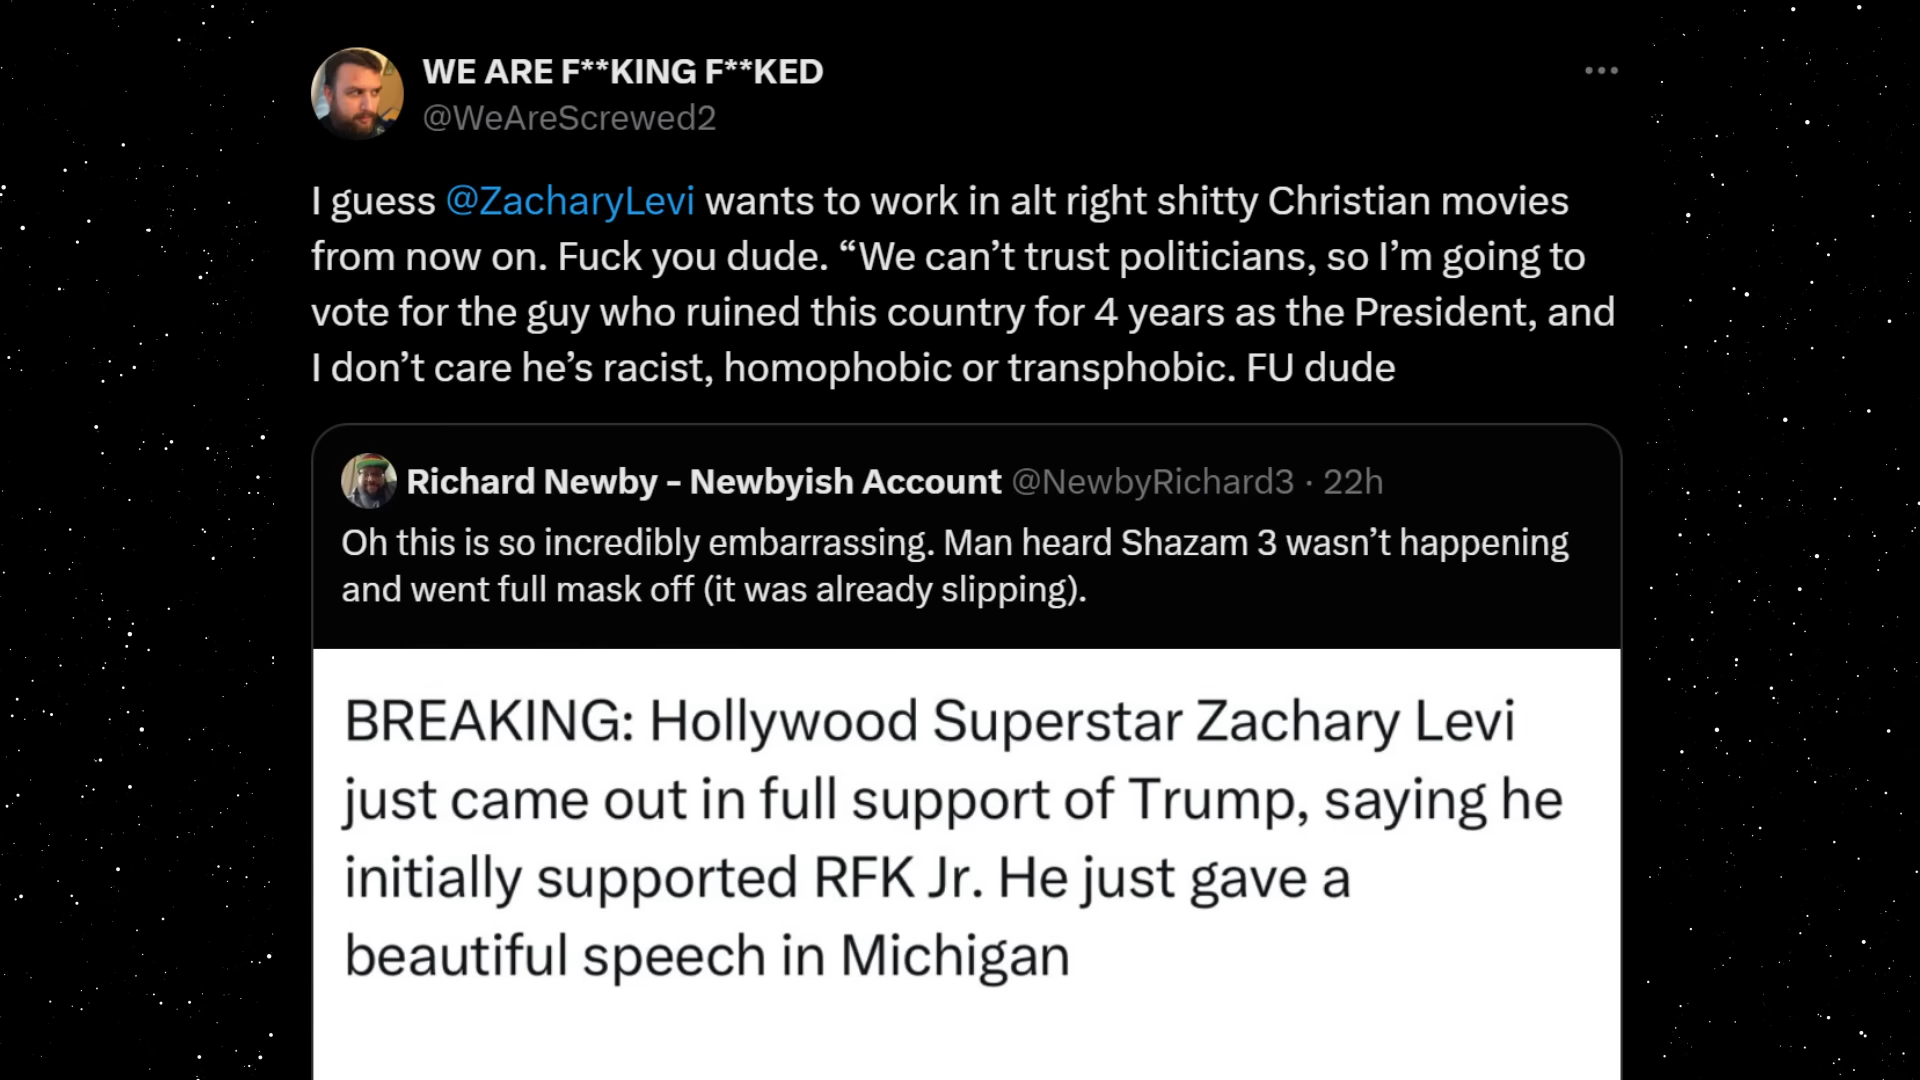 WE ARE F**KING F**KED
@WeAreScrewed2
I guess @ZacharyLevi wants to work in alt right shitty Christian movies
from now on. Fuck you dude. “We can’t trust politicians, so I’m going to
vote for the guy who ruined this country for 4 years as the President, and
I don’t care he’s racist, homophobic or transphobic. FU dude
Richard Newby - Newbyish Account @NewbyRichard3 · 22h
Oh this is so incredibly embarrassing. Man heard Shazam 3 wasn’t happening
and went full mask off (it was already slipping).
BREAKING: Hollywood Superstar Zachary Levi
just came out in full support of Trump, saying he
initially supported RFK Jr. He just gave a
beautiful speech in Michigan